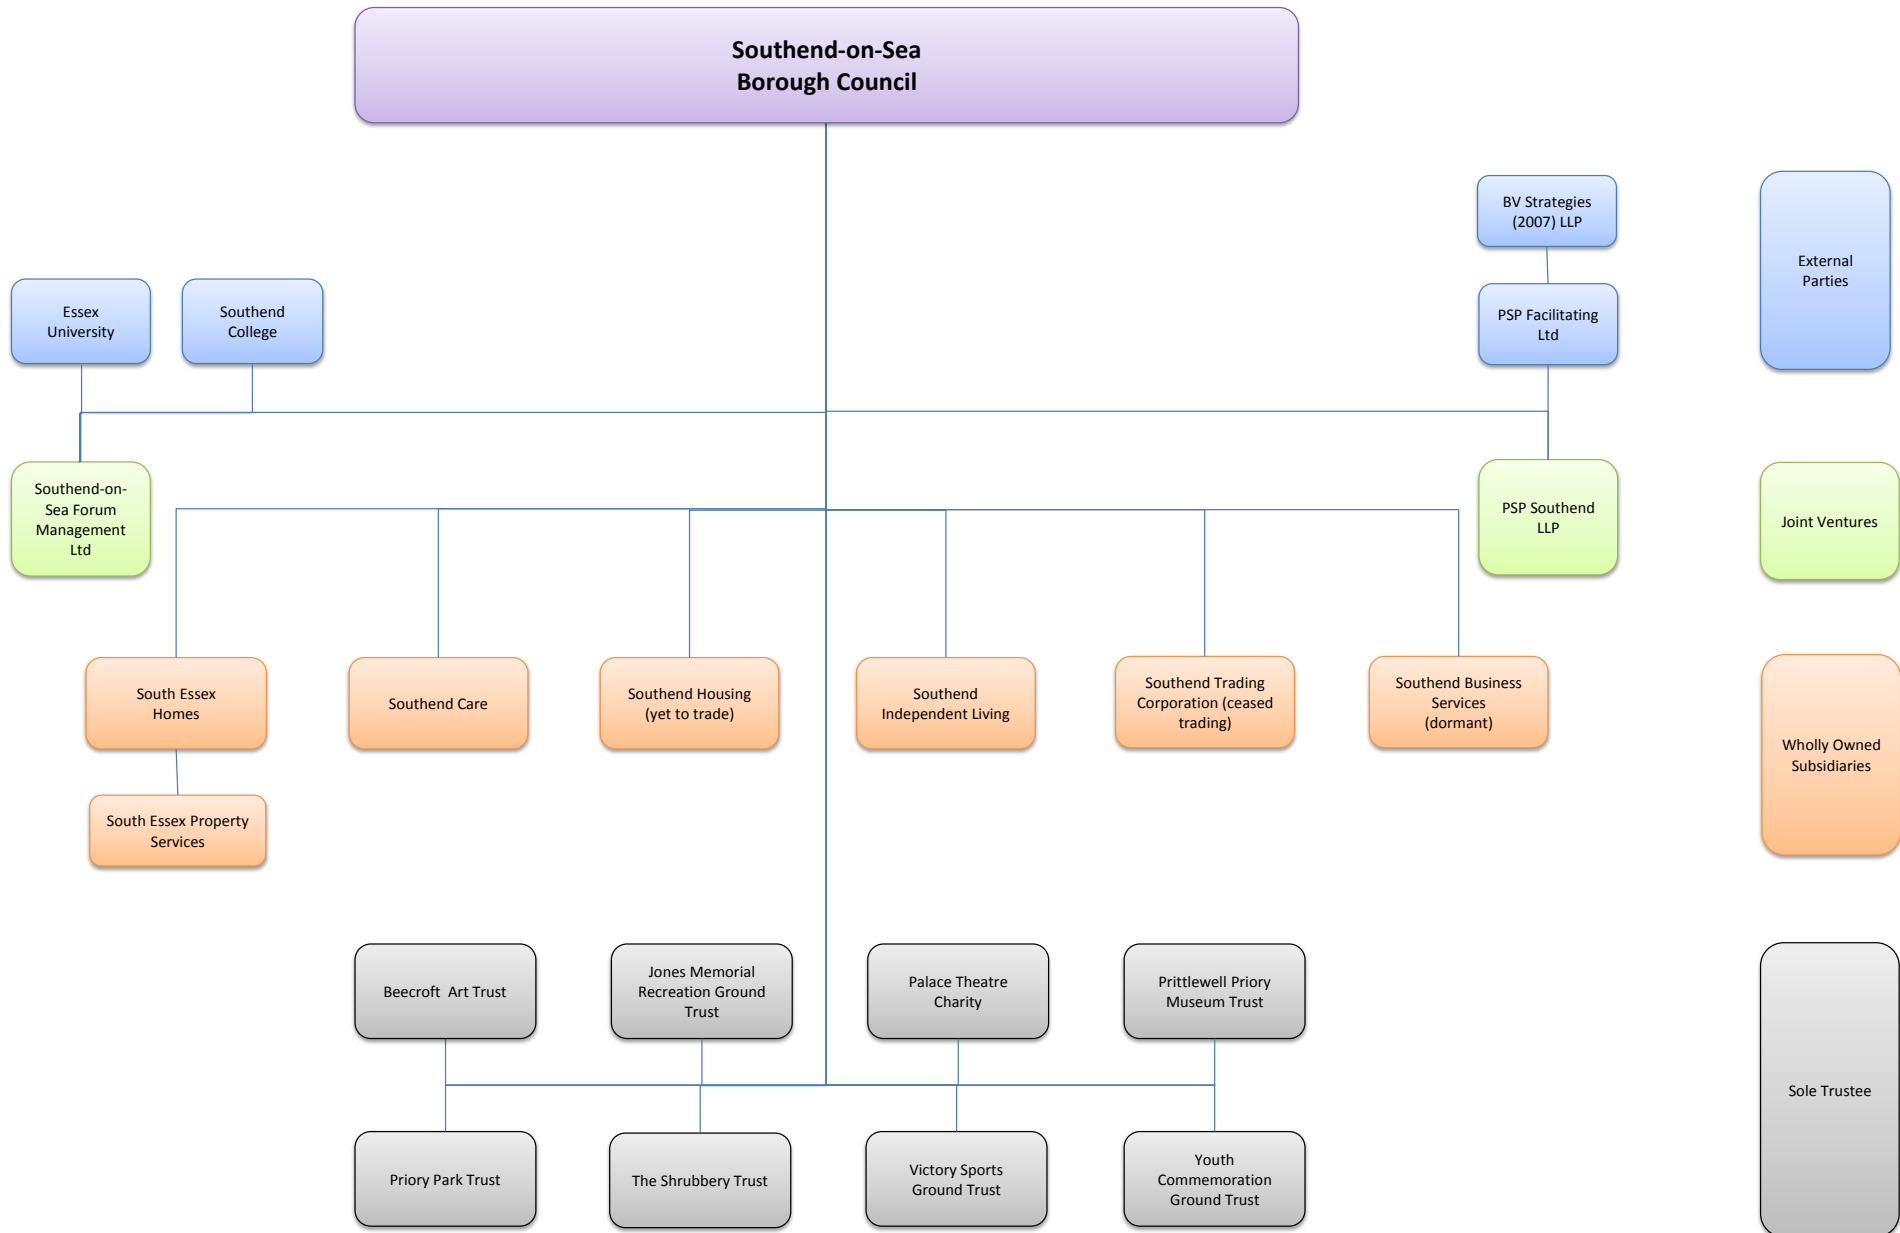 Southend-on-Sea
Borough Council
BV Strategies
(2007) LLP
External
Parties
Essex
University
Southend
College
PSP Facilitating
Ltd
Southend-on-
Sea Forum
Management
Ltd
PSP Southend
LLP
Joint Ventures
South Essex
Homes
Southend Care
Southend Housing
(yet to trade)
Southend
Independent Living
Southend Trading
Corporation (ceased
trading)
Southend Business
Services
(dormant)
Wholly Owned
Subsidiaries
South Essex Property
Services
Beecroft  Art Trust
Jones Memorial
Recreation Ground
Trust
Palace Theatre
Charity
Prittlewell Priory
Museum Trust
Sole Trustee
Priory Park Trust
The Shrubbery Trust
Victory Sports
Ground Trust
Youth
Commemoration
Ground Trust